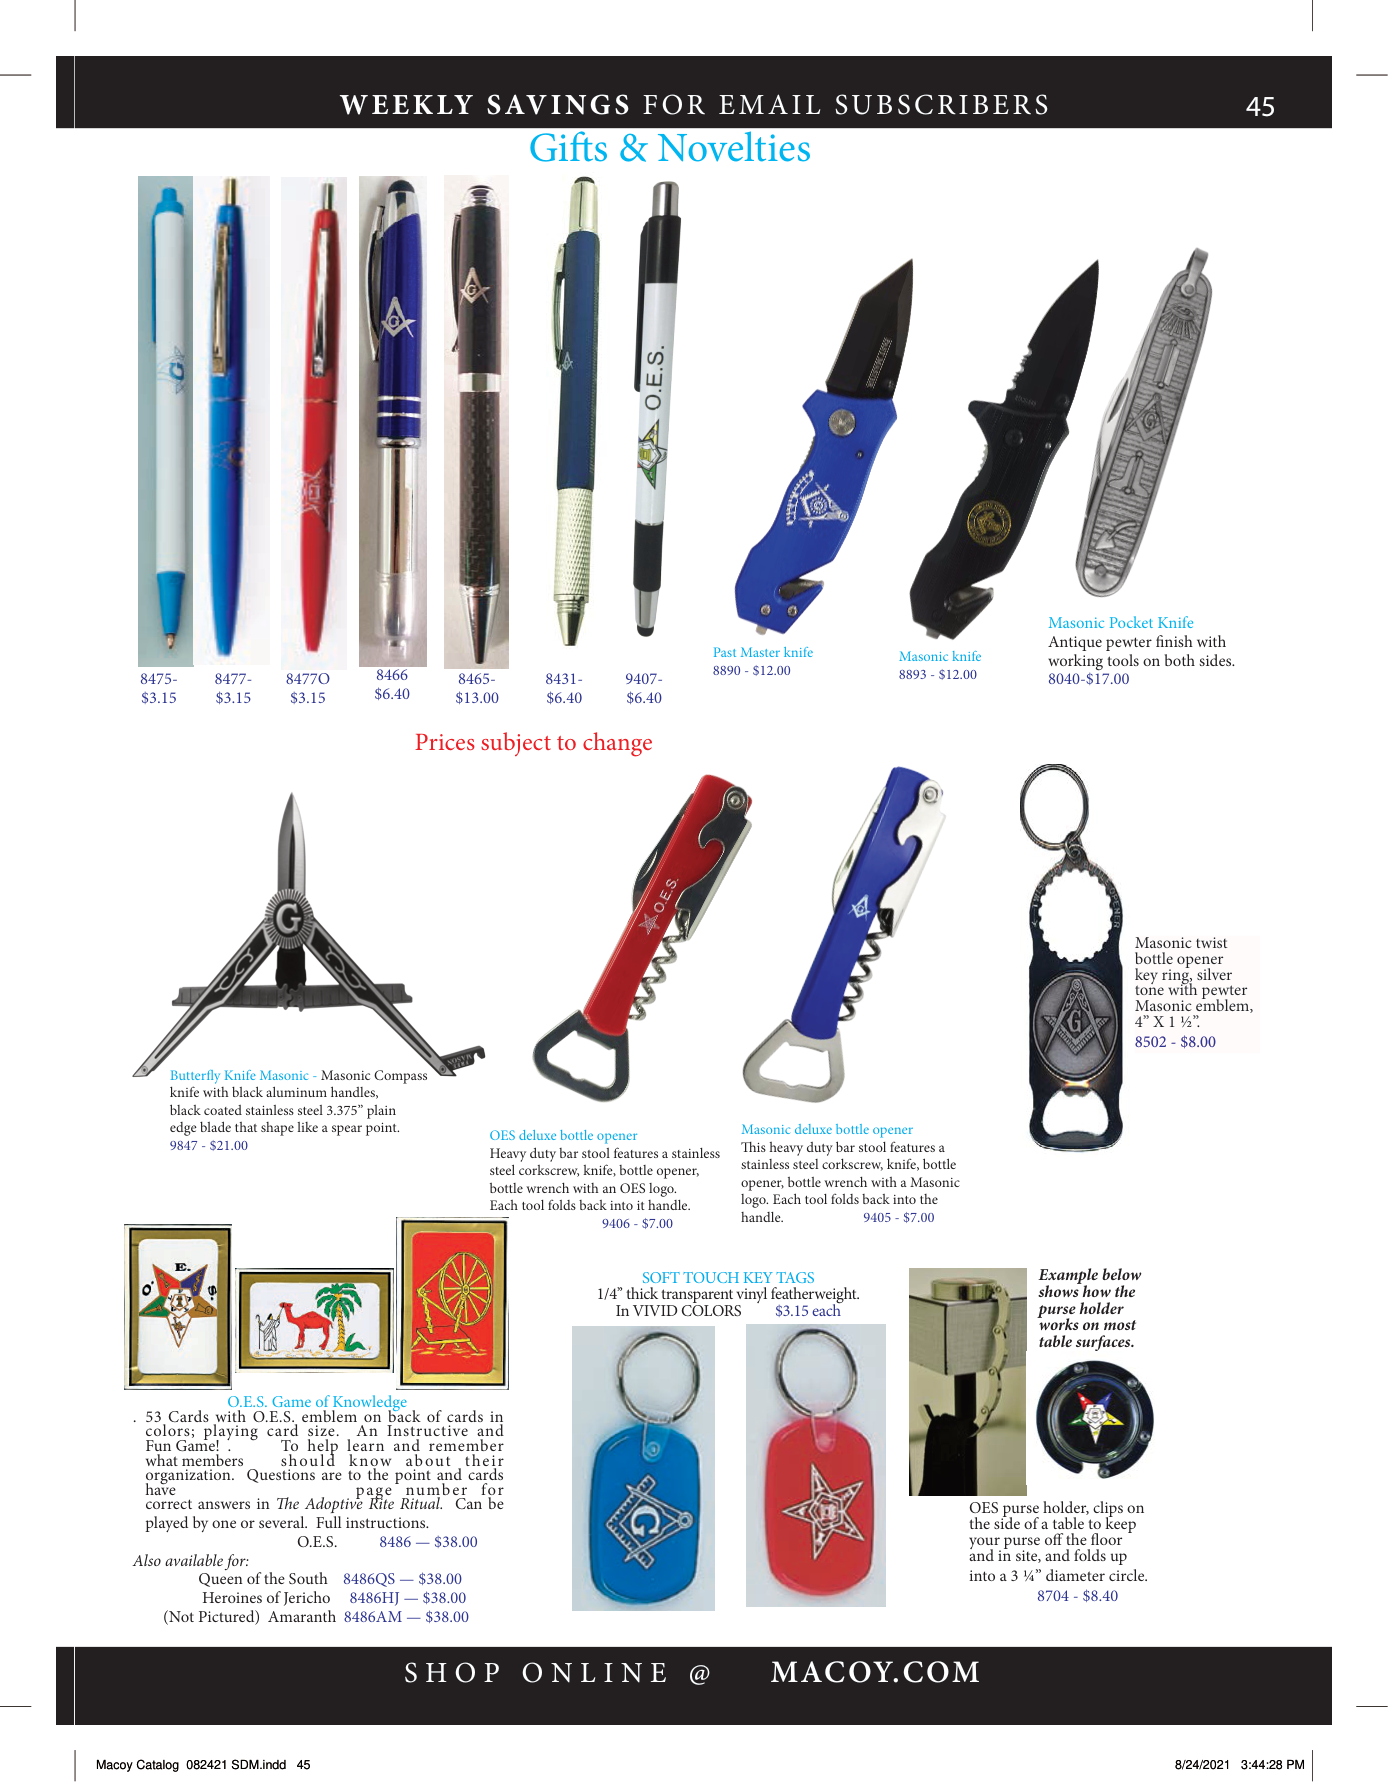 WEEKLY SAVINGS FOR EMAIL SUBSCRIBERS
45
Gifts & Novelties
O.E.S.
8475-
$3.15
8477-
$3.15
8477O
$3.15
8466
$6.40
8465-
$13.00
8431-
$6.40
9407-
$6.40
Past Master knife
8890 - $12.00
Masonic knife
8893 - $12.00
Masonic Pocket Knife
Antique pewter finish with
working tools on both sides.
8040-$17.00
Prices subject to change
G
Butterfly Knife Masonic - Masonic Compass
knife with black aluminum handles,
black coated stainless steel 3.375” plain
edge blade that shape like a spear point.
9847 - $21.00
O.E.S.
OES deluxe bottle opener
Heavy duty bar stool features a stainless
steel corkscrew, knife, bottle opener,
bottle wrench with an OES logo.
Each tool folds back into it handle.
9406 - $7.00
Masonic deluxe bottle opener
This heavy duty bar stool features a
stainless steel corkscrew, knife, bottle
opener, bottle wrench with a Masonic
logo. Each tool folds back into the
handle. 9405 - $7.00
G
Masonic twist
bottle opener
key ring, silver
tone with pewter
Masonic emblem,
4” X 1 ½”.
8502 - $8.00
O. E. S.
O.E.S. Game of Knowledge
. 53 Cards with O.E.S. emblem on back of cards in
colors; playing card size. An Instructive and
Fun Game! . To help learn and remember
what members should know about their
organization. Questions are to the point and cards
have page number for
correct answers in The Adoptive Rite Ritual. Can be
played by one or several. Full instructions.
O.E.S. 8486 — $38.00
Also available for:
Queen of the South 8486QS — $38.00
Heroines of Jericho 8486HJ — $38.00
(Not Pictured) Amaranth 8486AM — $38.00
SOFT TOUCH KEY TAGS
1/4” thick transparent vinyl featherweight.
In VIVID COLORS $3.15 each
G
Example below
shows how the
purse holder
works on most
table surfaces.
OES purse holder, clips on
the side of a table to keep
your purse off the floor
and in site, and folds up
into a 3 ¼” diameter circle.
8704 - $8.40
SHOP ONLINE @ MACOY.COM
Macoy Catalog 082421 SDM.indd 45
8/24/2021 3:44:28 PM